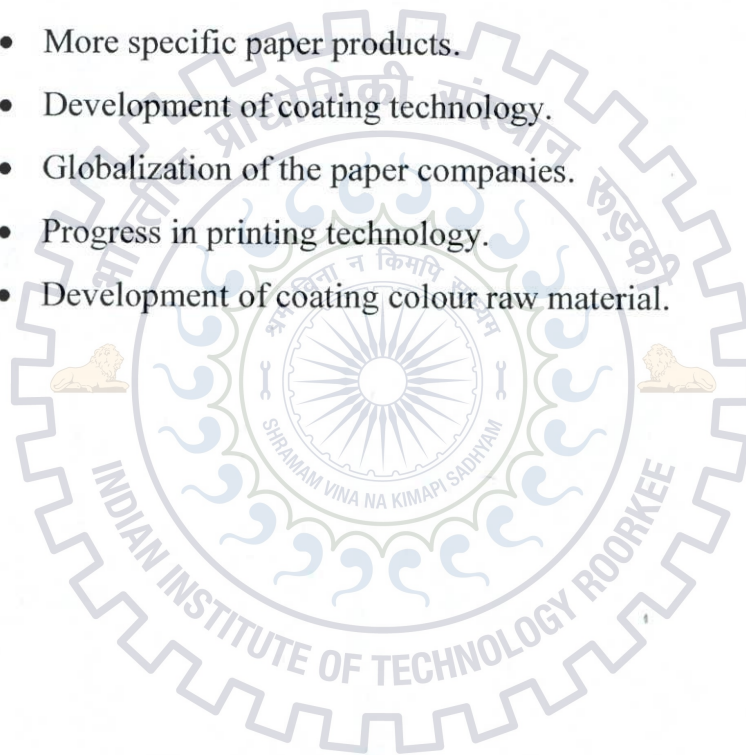 • More specific paper products.
• Development of coating technology.
• Globalization of the paper companies.
• Progress in printing technology.
• Development of coating colour raw material.
भारतीय प्रौद्योगिकी संस्थान रुड़की
श्रमं विना न किमपि साध्यम्
SHRAMAM VINA NA KIMAPI SADHYAM
INDIAN INSTITUTE OF TECHNOLOGY ROORKEE